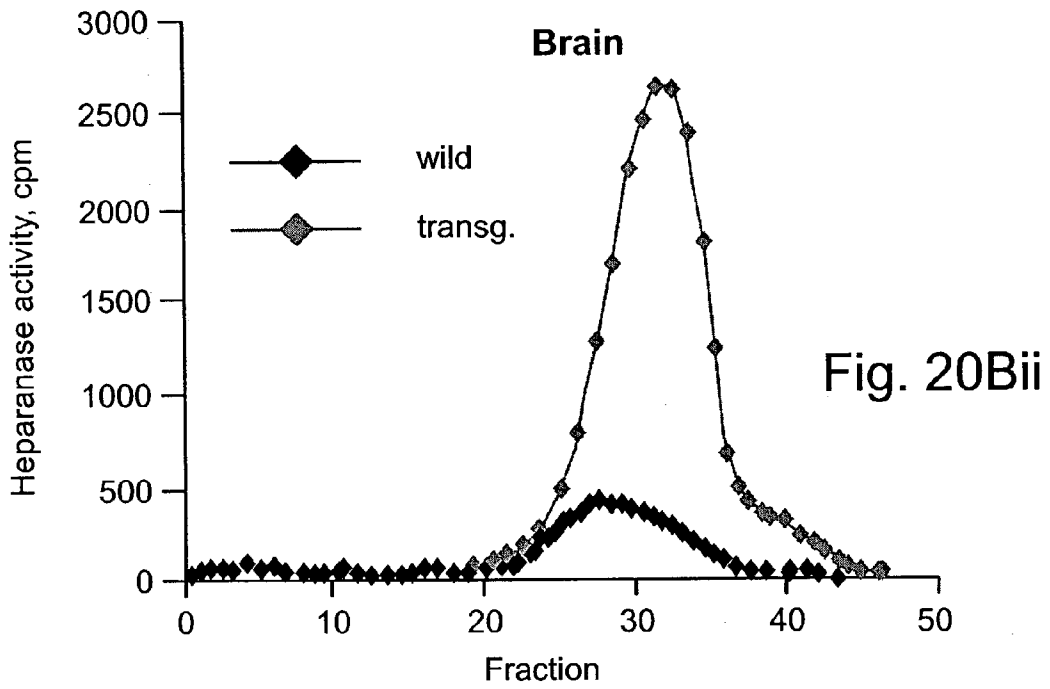 Brain
Heparanase activity, cpm
3000
2500
2000
1500
1000
500
0
wild
transg.
Fig. 20Bii
0 10 20 30 40 50
Fraction